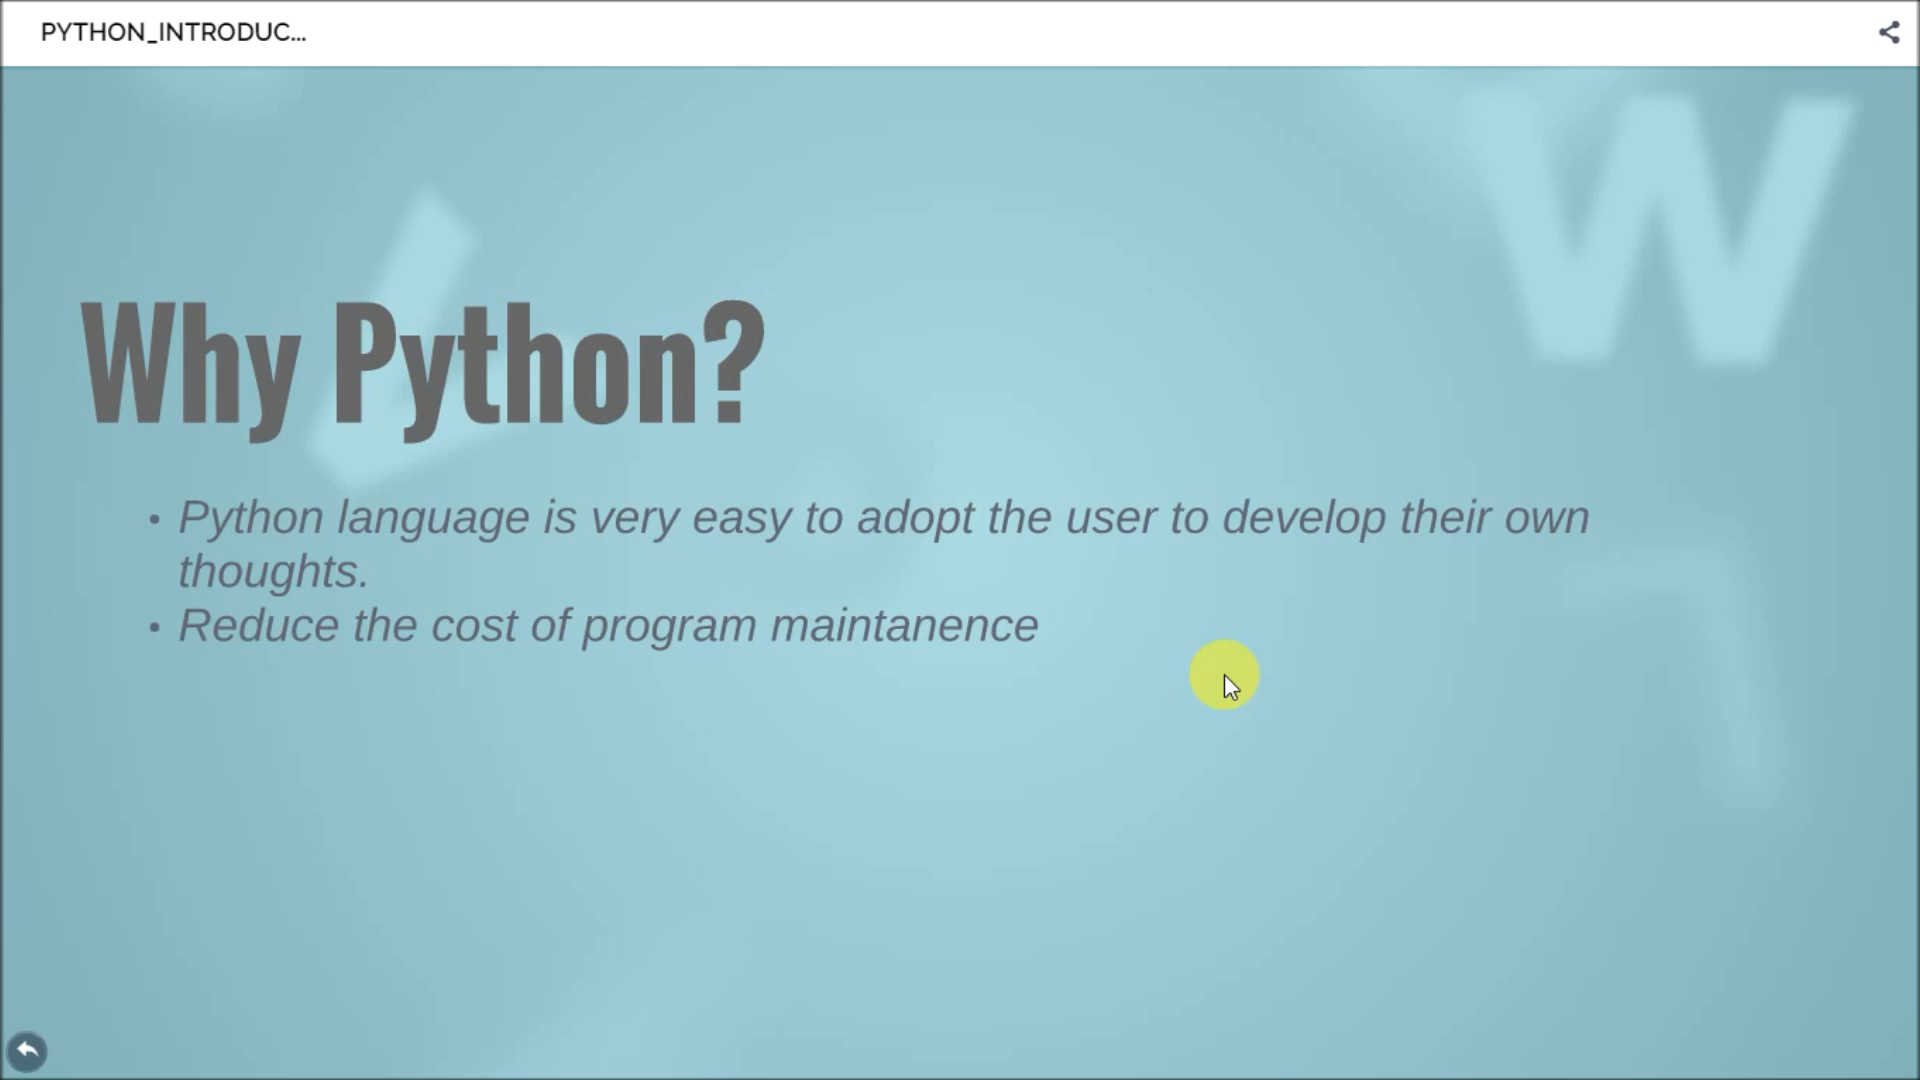 PYTHON_INTRODUC...
W
Why Python?
• Python language is very easy to adopt the user to develop their own
thoughts.
• Reduce the cost of program maintanence